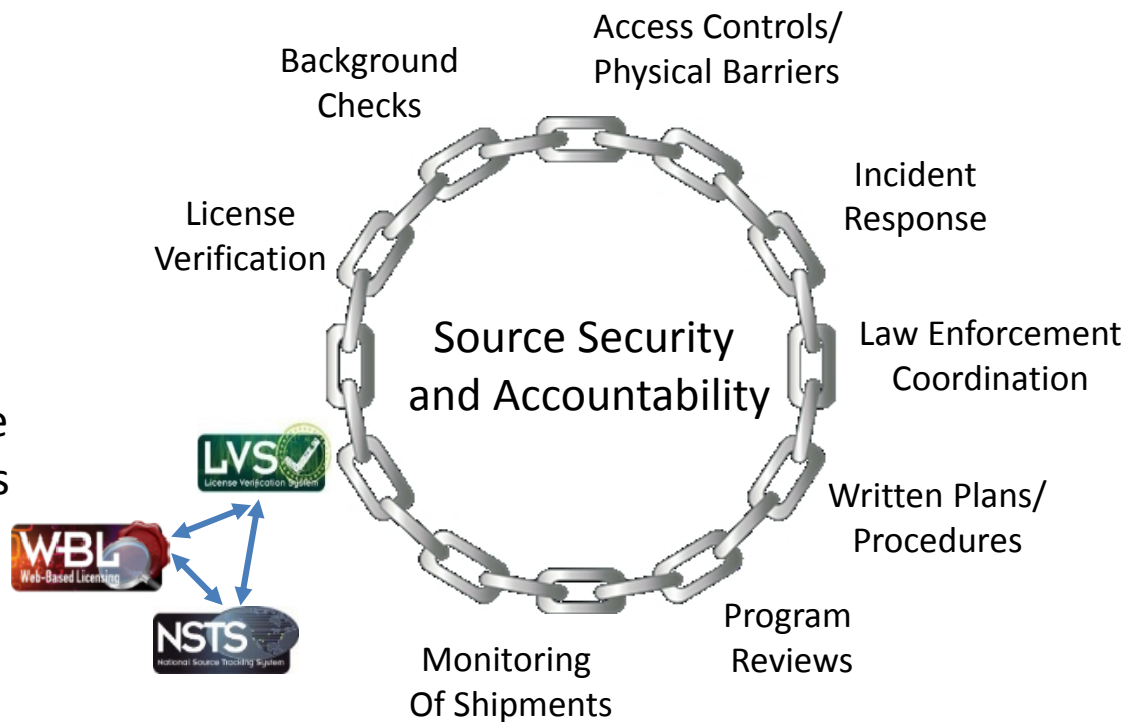 Access Controls/
Physical Barriers
Background
Checks
Incident
Response
License
Verification
Source Security
and Accountability
Law Enforcement
Coordination
e
s
LVS
License Verification System
WBL
Web-Based Licensing
Written Plans/
Procedures
NSTS
National Source Tracking System
Program
Reviews
Monitoring
Of Shipments